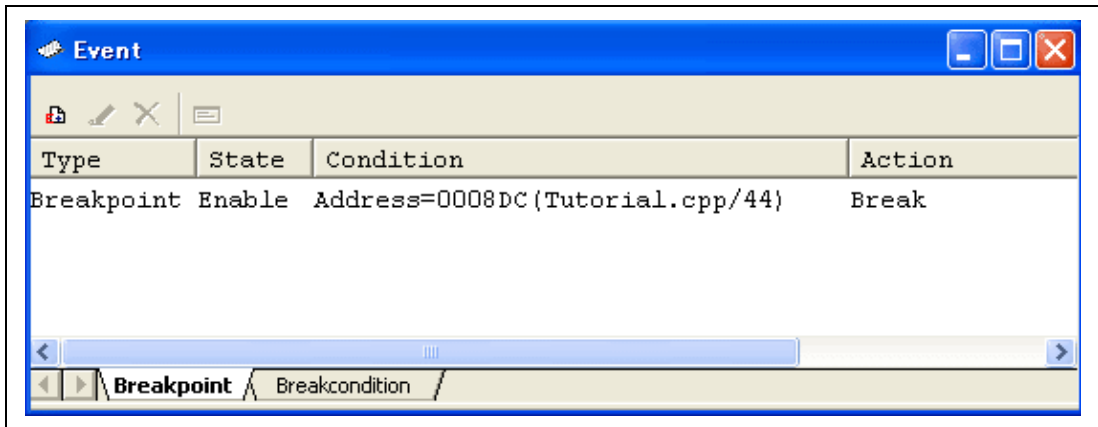 Event
Type State Condition Action
Breakpoint Enable Address=0008DC(Tutorial.cpp/44) Break
Breakpoint Breakcondition